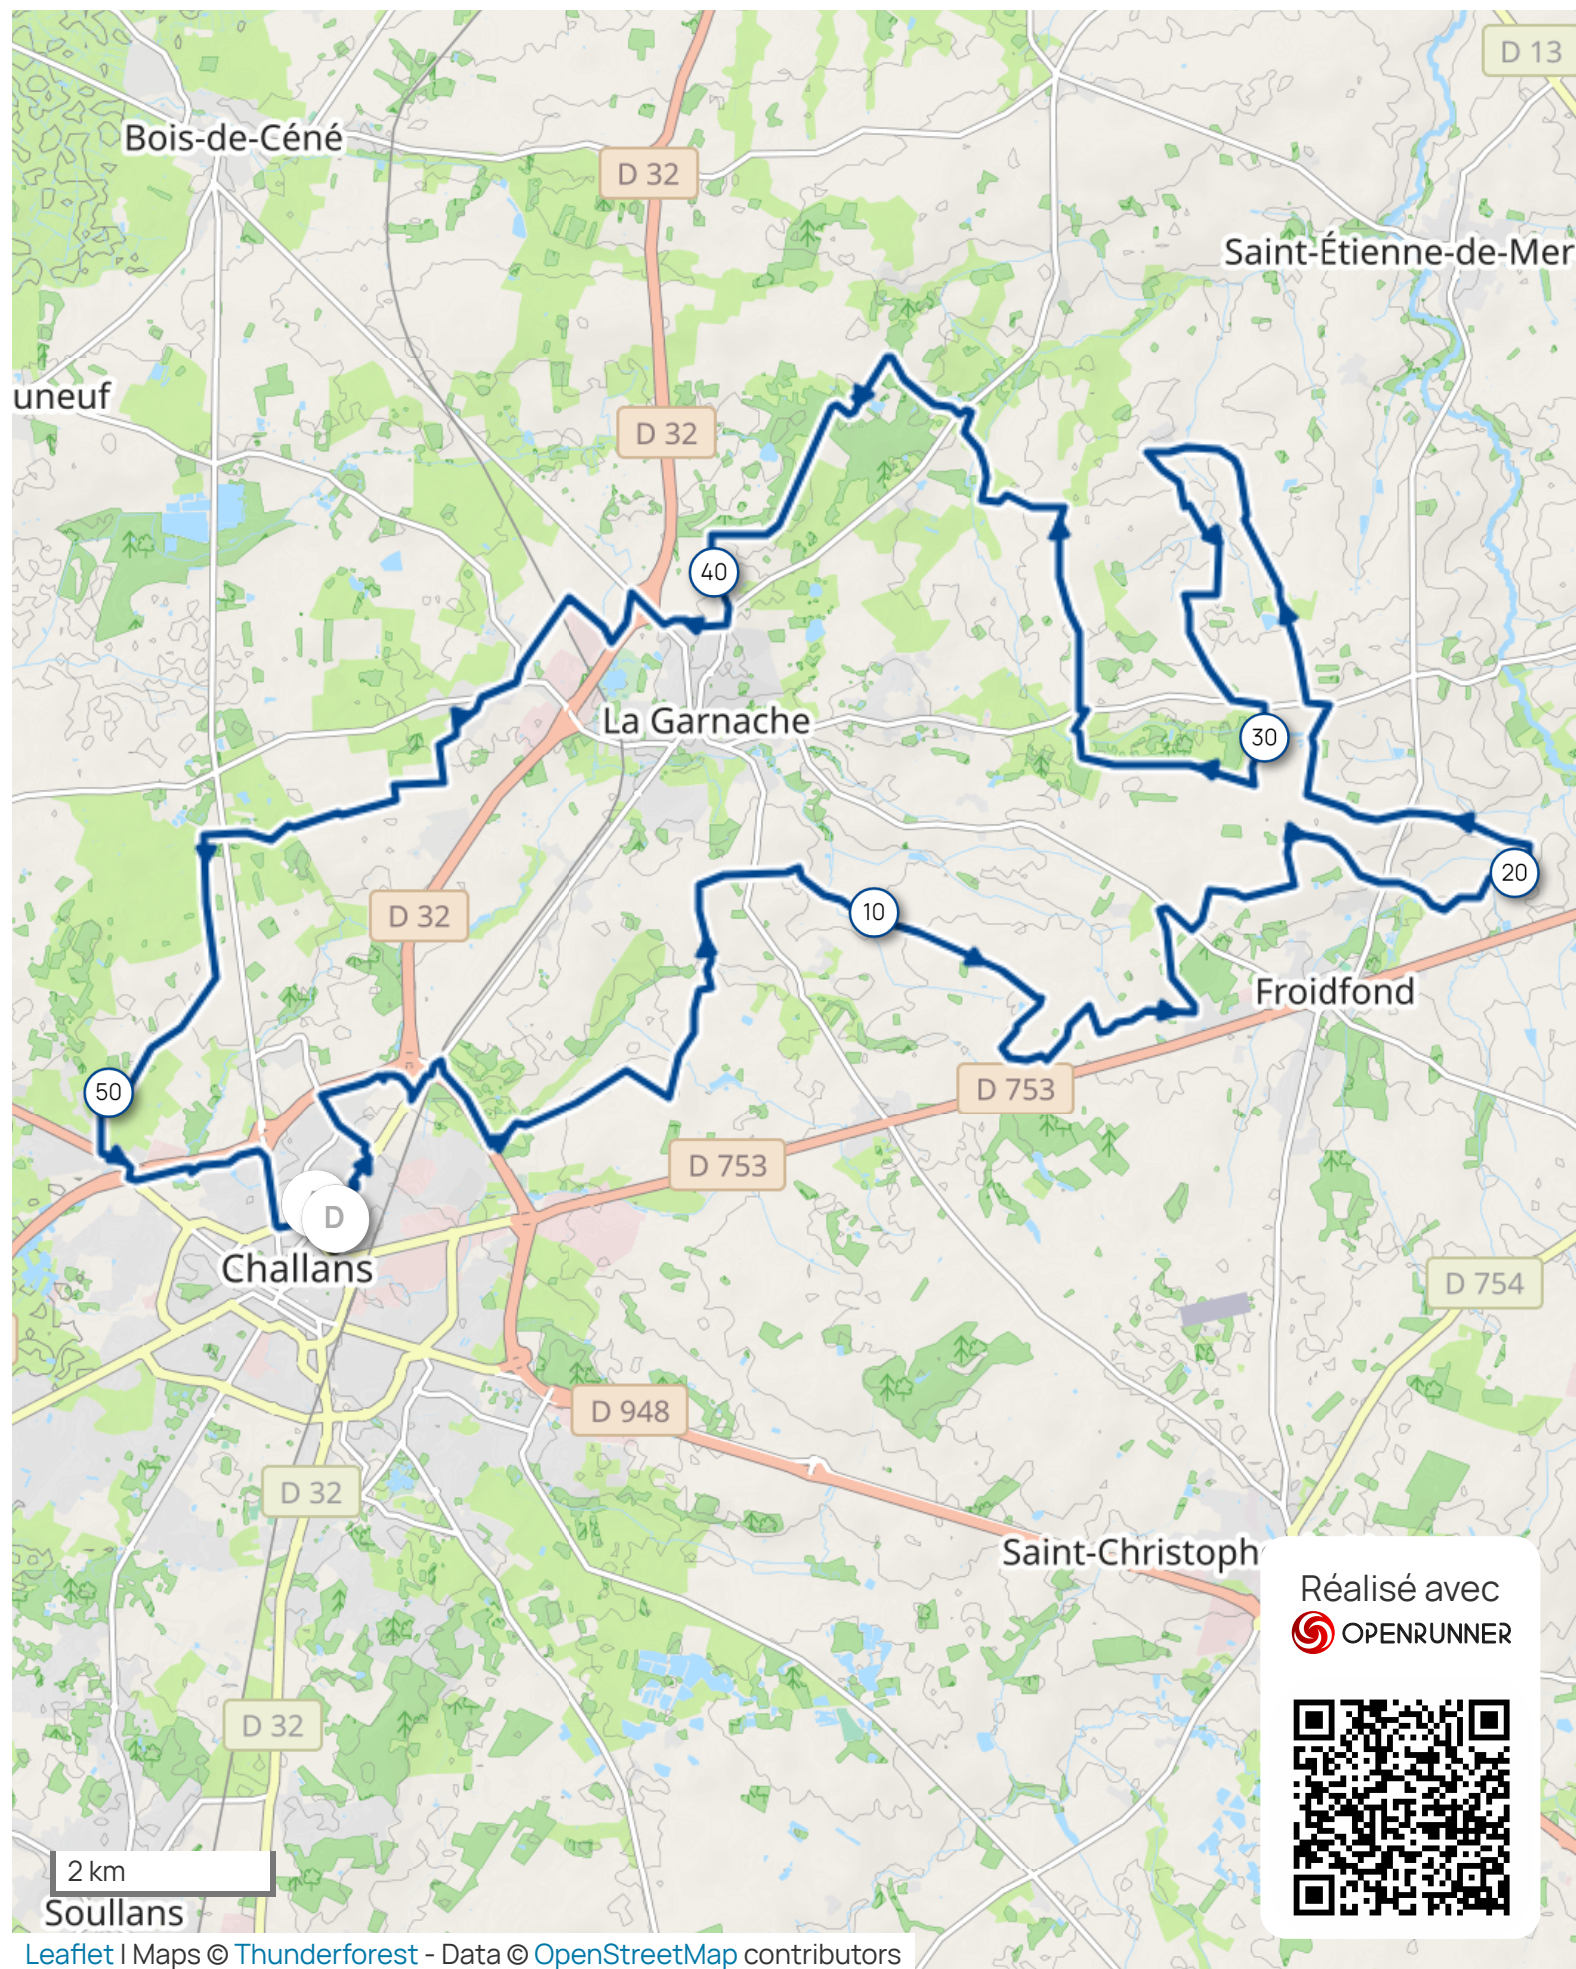 D 13
Bois-de-Céné
D 32
Saint-Étienne-de-Mer
uneuf
D 32
40
La Garnache
30
20
D 32
10
Froidfond
50
D 753
D 753
D
Challans
D 754
D 948
D 32
Saint-Christoph
Réalisé avec
OPENRUNNER
D 32
2 km
Soullans
Leaflet | Maps © Thunderforest - Data © OpenStreetMap contributors